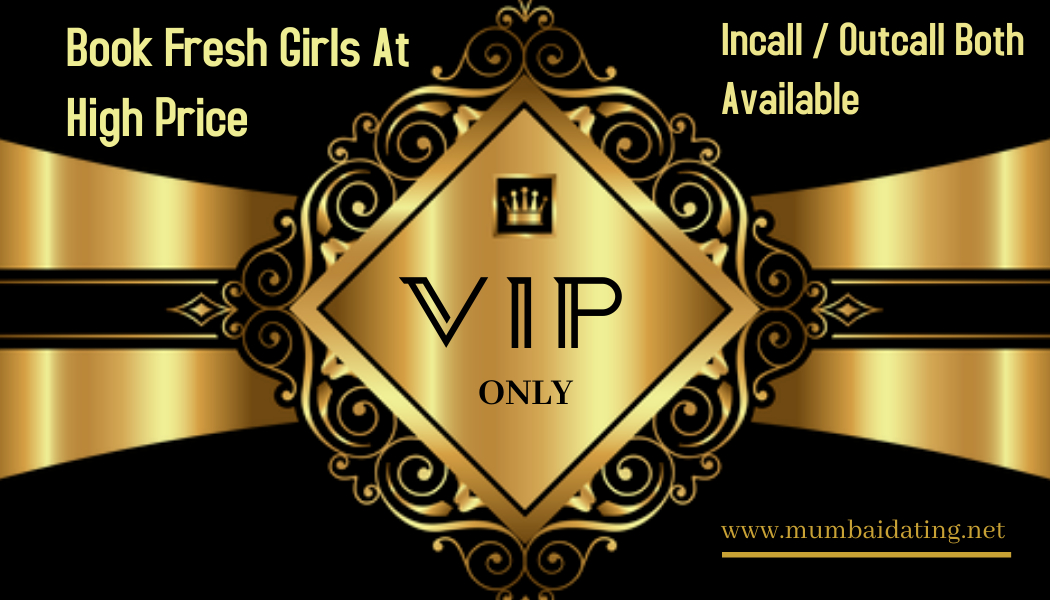 Book Fresh Girls At
High Price
Incall / Outcall Both
Available
VIP
ONLY
www.mumbaidating.net